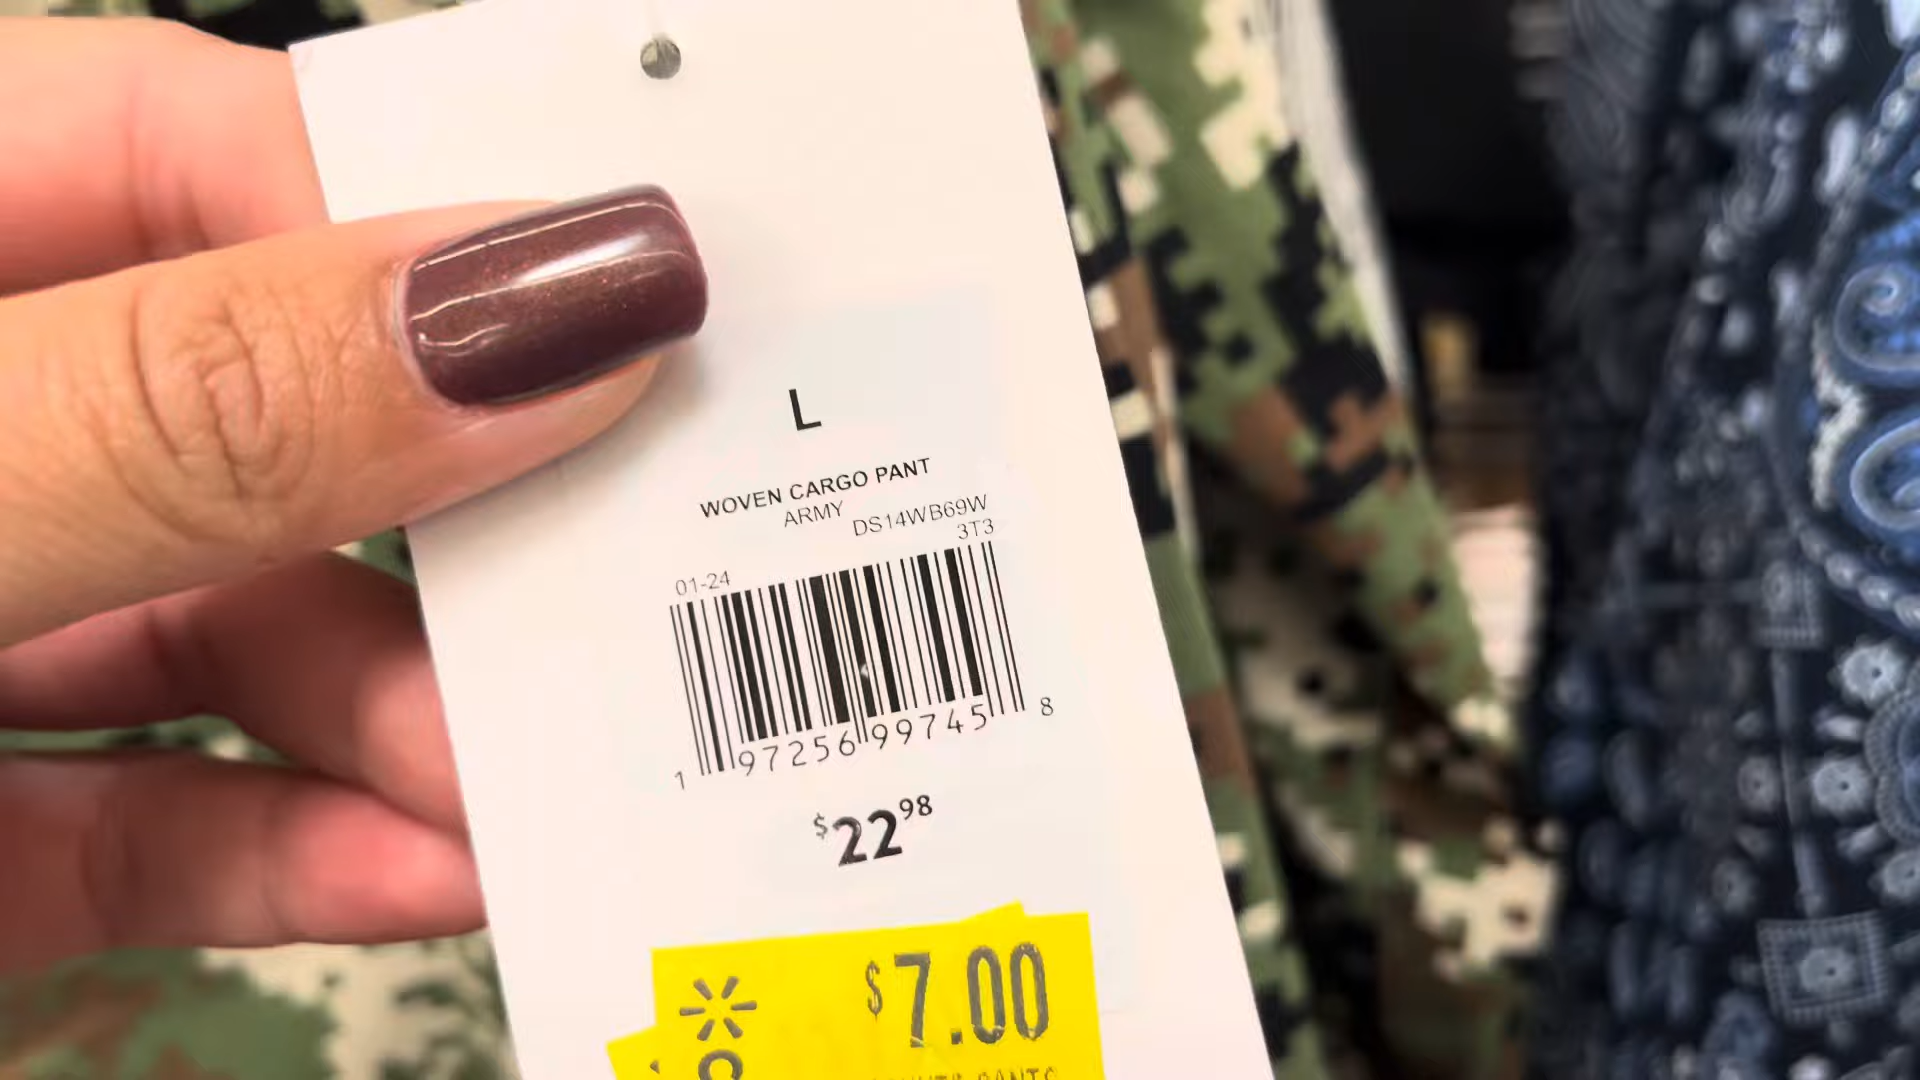 L
WOVEN CARGO PANT
ARMY
DS14WB69W
3T3
01-24
1 97256 99745 8
$22 98
$7.00